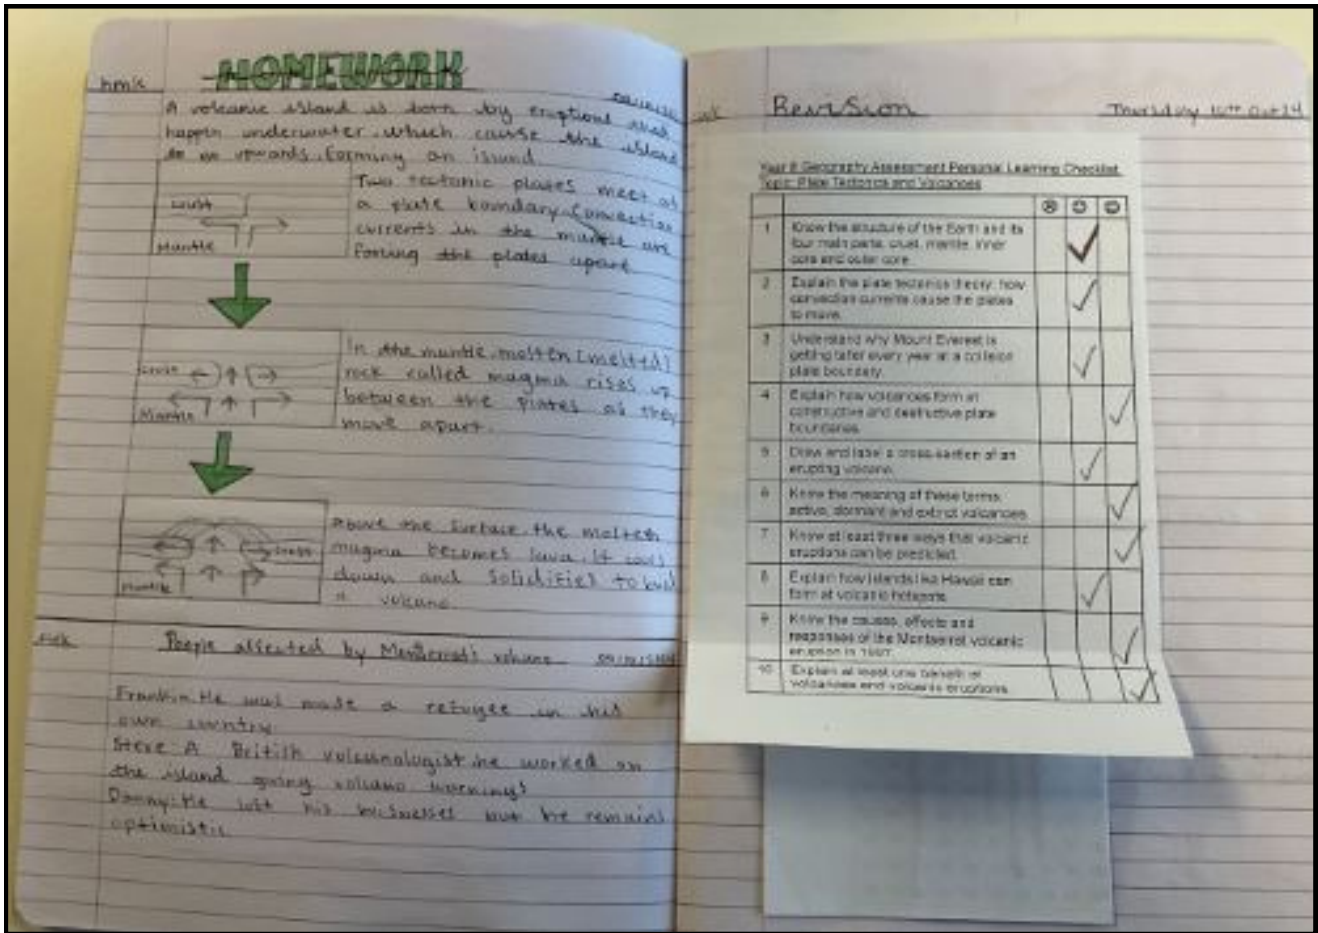 hmk
HOMEWORK
A volcanic island is born by eruptions that
happen underwater which cause the island
to upwards, forming an island
Two tectonic plates meet at
a plate boundary. Convection
currents in the mantle are
forcing the plates apart
crust
Mantle
In the mantle, molten (melted)
rock called magma rises up
between the plates as they
move apart.
crust
Mantle
Above the surface, the molten
magma becomes lava. It cools
down and solidifies to build
a volcano.
crust
Mantle
People affected by Montserrat's volcano
Franklin: He was made a refugee in his
own country
Steve: A British volcanologist he worked on
the island giving volcano warnings
Danny: He lost his businesses but he remains
optimistic
Revision
Thursday 10th Oct 24
Year 8 Geography Assessment Personal Learning Checklist
Topic: Plate Tectonics and Volcanoes
1 Know the structure of the Earth and its
four main parts: crust, mantle, inner
core and outer core.
2 Explain the plate tectonics theory: how
convection currents cause the plates
to move.
3 Understand why Mount Everest is
getting taller every year at a collision
plate boundary.
4 Explain how volcanoes form at
constructive and destructive plate
boundaries.
5 Draw and label a cross-section of an
erupting volcano.
6 Know the meaning of these terms:
active, dormant and extinct volcanoes.
7 Know at least three ways that volcanic
eruptions can be predicted.
8 Explain how islands like Hawaii can
form at volcanic hotspots.
9 Know the causes, effects and
responses of the Montserrat volcanic
eruption in 1997.
10 Explain at least one benefit of
volcanoes and volcanic eruptions.